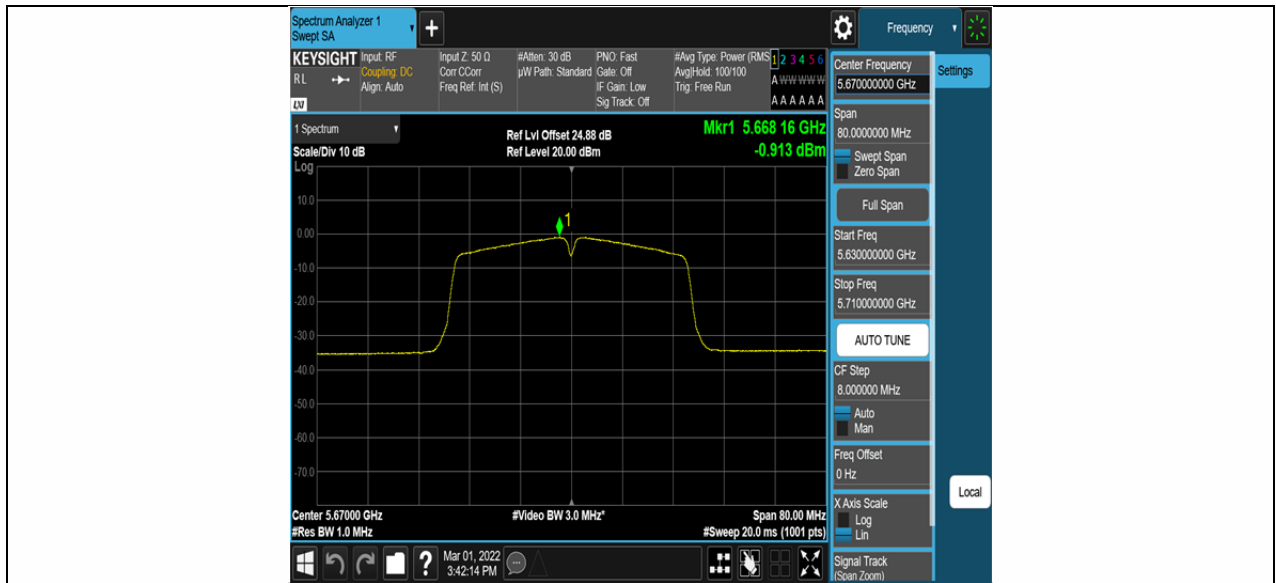 Spectrum Analyzer 1
Swept SA
+
Frequency
KEYSIGHT
RL
LXI
Input: RF
Coupling: DC
Align: Auto
Input Z: 50 Ω
Corr CCorr
Freq Ref: Int (S)
#Atten: 30 dB
µW Path: Standard
PNO: Fast
Gate: Off
IF Gain: Low
Sig Track: Off
#Avg Type: Power (RMS
Avg|Hold: 100/100
Trig: Free Run
1 2 3 4 5 6
A W W W W W
A A A A A A
1 Spectrum
Scale/Div 10 dB
Log
Ref Lvl Offset 24.88 dB
Ref Level 20.00 dBm
Mkr1 5.668 16 GHz
-0.913 dBm
1
10.0
0.00
-10.0
-20.0
-30.0
-40.0
-50.0
-60.0
-70.0
Center 5.67000 GHz
#Res BW 1.0 MHz
#Video BW 3.0 MHz*
Span 80.00 MHz
#Sweep 20.0 ms (1001 pts)
?
Mar 01, 2022
3:42:14 PM
Center Frequency
5.670000000 GHz
Settings
Span
80.0000000 MHz
Swept Span
Zero Span
Full Span
Start Freq
5.630000000 GHz
Stop Freq
5.710000000 GHz
AUTO TUNE
CF Step
8.000000 MHz
Auto
Man
Freq Offset
0 Hz
X Axis Scale
Log
Lin
Local
Signal Track
(Span Zoom)